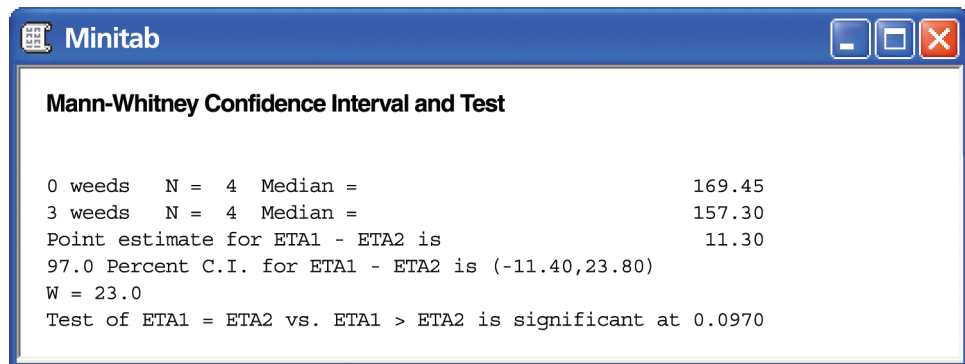 Minitab
Mann-Whitney Confidence Interval and Test
0 weeds N = 4 Median = 169.45
3 weeds N = 4 Median = 157.30
Point estimate for ETA1 - ETA2 is 11.30
97.0 Percent C.I. for ETA1 - ETA2 is (-11.40,23.80)
W = 23.0
Test of ETA1 = ETA2 vs. ETA1 > ETA2 is significant at 0.0970